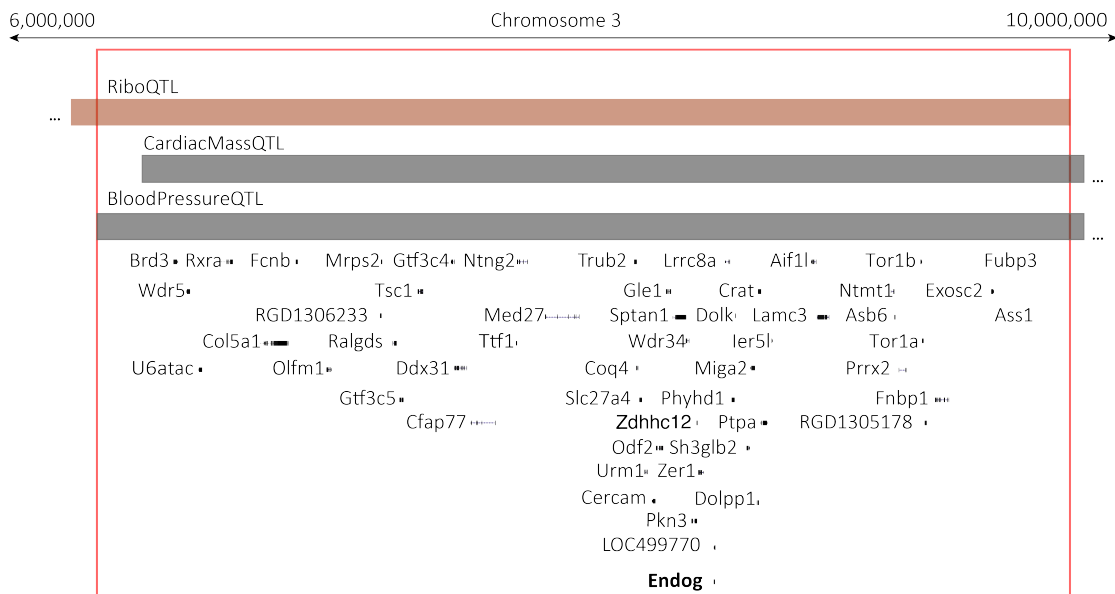 6,000,000 Chromosome 3 10,000,000
RiboQTL
...
CardiacMassQTL
...
BloodPressureQTL
...
Brd3 Rxra Fcnb Mrps2 Gtf3c4 Ntng2 Trub2 Lrrc8a Aif1l Tor1b Fubp3
Wdr5 Tsc1 Gle1 Crat Ntmt1 Exosc2
RGD1306233 Med27 Sptan1 Dolk Lamc3 Asb6 Ass1
Col5a1 Ralgds Ttf1 Wdr34 Ier5l Tor1a
U6atac Olfm1 Ddx31 Coq4 Miga2 Prrx2
Gtf3c5 Slc27a4 Phyhd1 Fnbp1
Cfap77 Zdhhc12 Ptpa RGD1305178
Odf2 Sh3glb2
Urm1 Zer1
Cercam Dolpp1
Pkn3
LOC499770
Endog